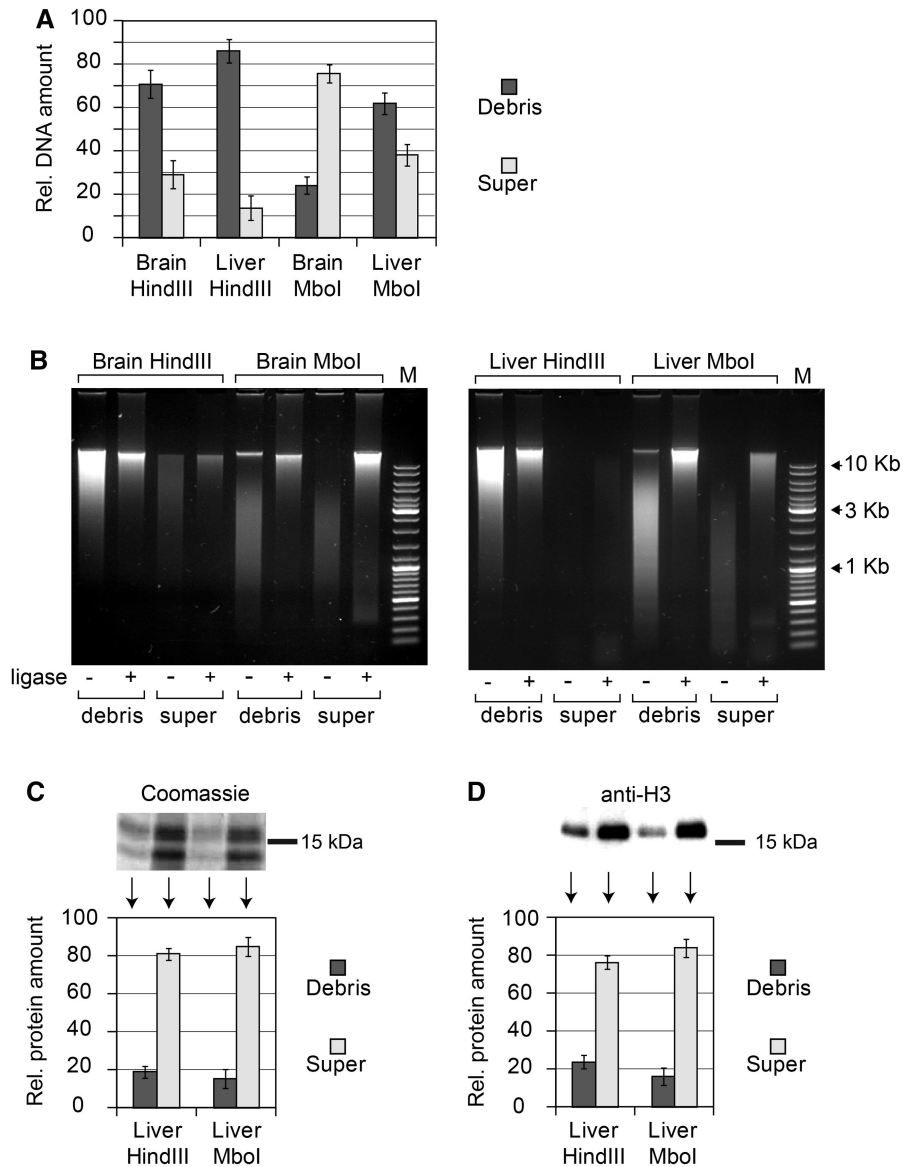 A
Rel. DNA amount
100
80
60
40
20
0
Brain HindIII
Liver HindIII
Brain MboI
Liver MboI
Debris
Super
B
Brain HindIII
Brain MboI
M
Liver HindIII
Liver MboI
M
10 Kb
3 Kb
1 Kb
ligase - + - + - + - +
debris super debris super
- + - + - + - +
debris super debris super
C
Coomassie
15 kDa
Rel. protein amount
100
80
60
40
20
0
Liver HindIII
Liver MboI
Debris
Super
D
anti-H3
15 kDa
Rel. protein amount
100
80
60
40
20
0
Liver HindIII
Liver MboI
Debris
Super